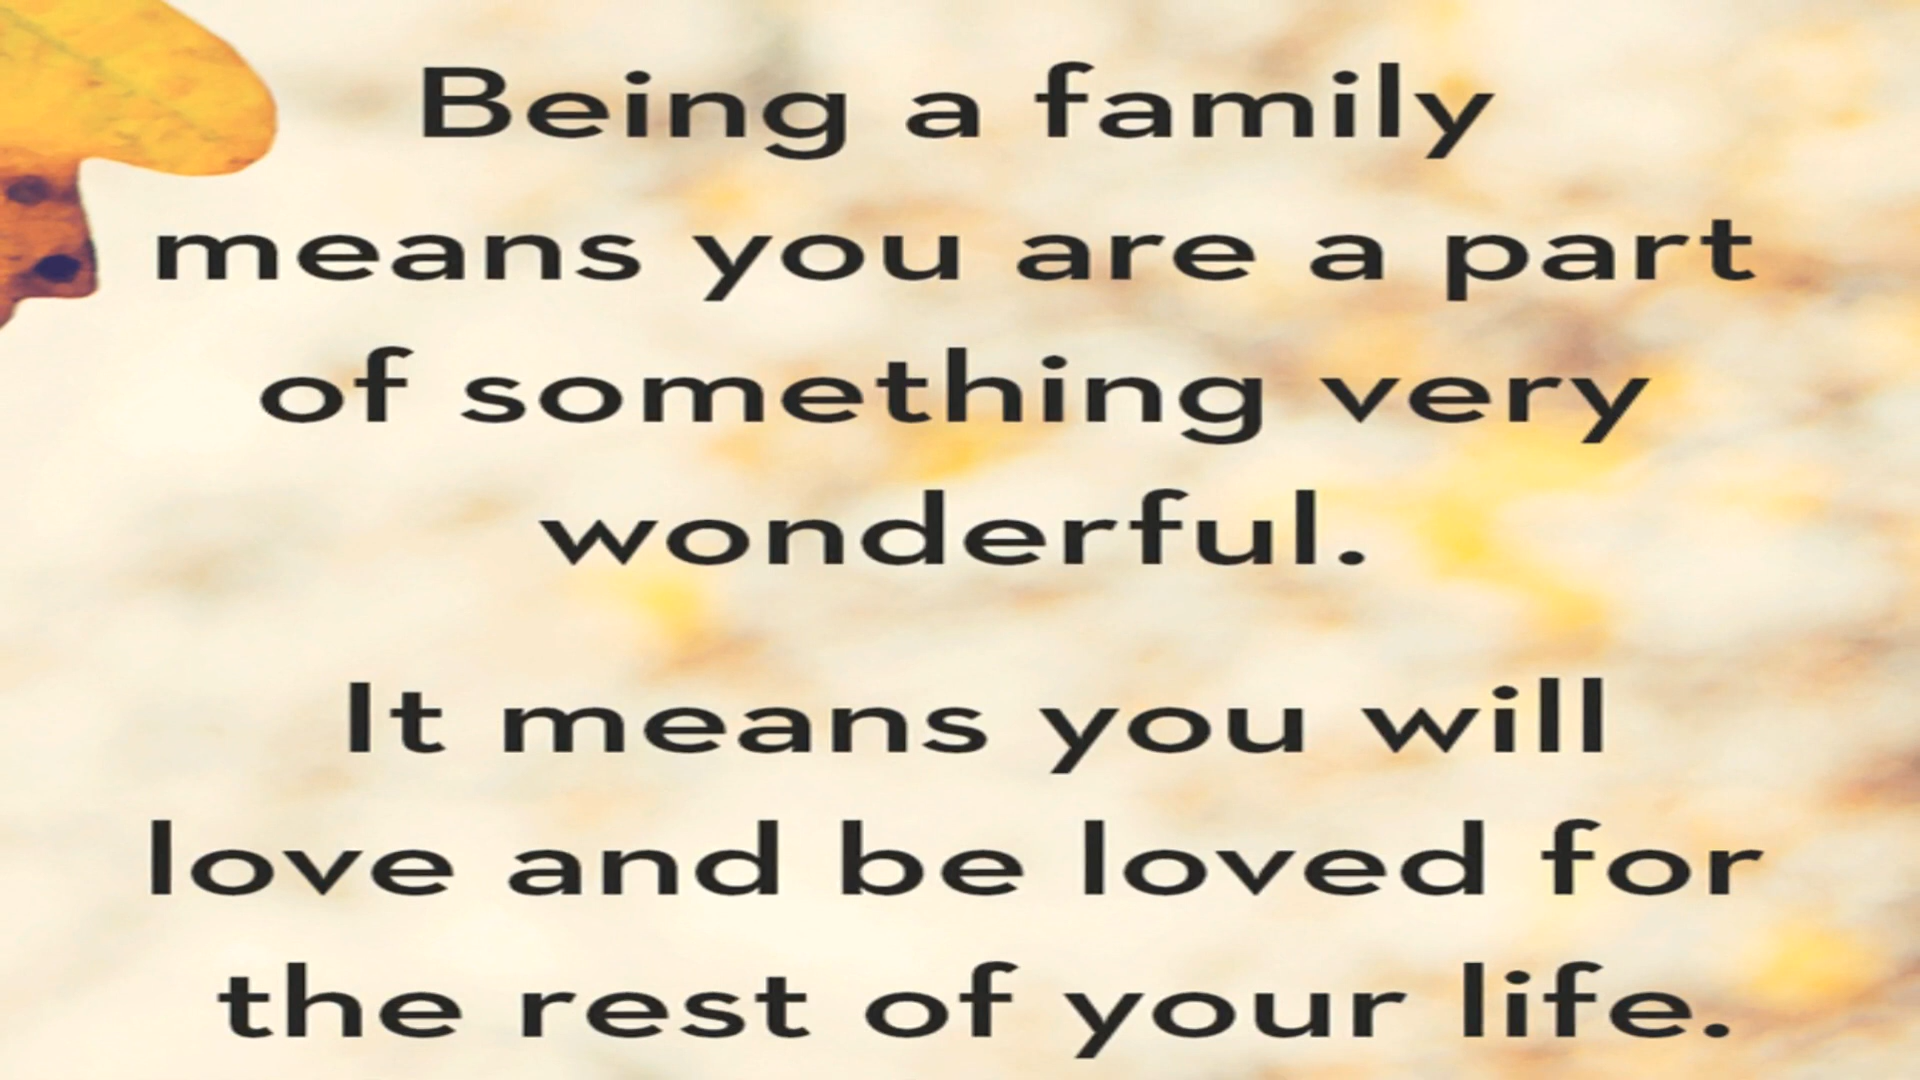 Being a family
means you are a part
of something very
wonderful.
It means you will
love and be loved for
the rest of your life.